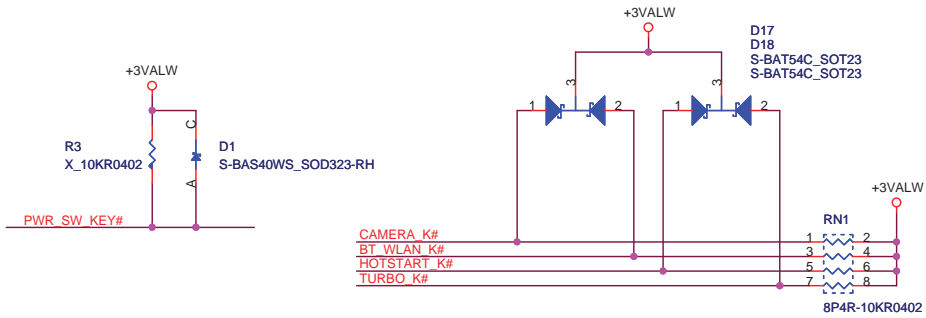 +3VALW
D17
D18
S-BAT54C_SOT23
S-BAT54C_SOT23
3
3
1
2
1
2
+3VALW
C
R3
X_10KR0402
D1
S-BAS40WS_SOD323-RH
A
PWR_SW_KEY#
+3VALW
RN1
CAMERA_K#
1
2
BT_WLAN_K#
3
4
HOTSTART_K#
5
6
TURBO_K#
7
8
8P4R-10KR0402